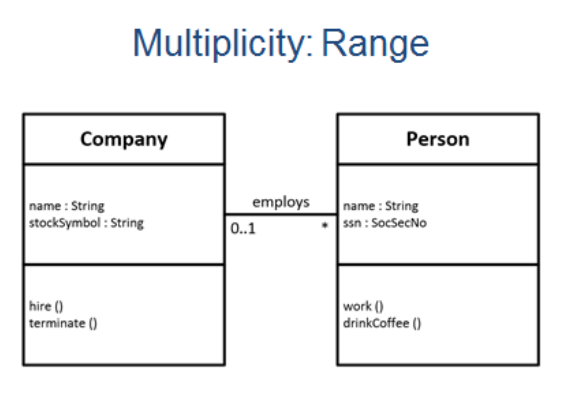 Multiplicity: Range
Company
name : String
stockSymbol : String
hire ()
terminate ()
employs
0..1
*
Person
name : String
ssn : SocSecNo
work ()
drinkCoffee ()